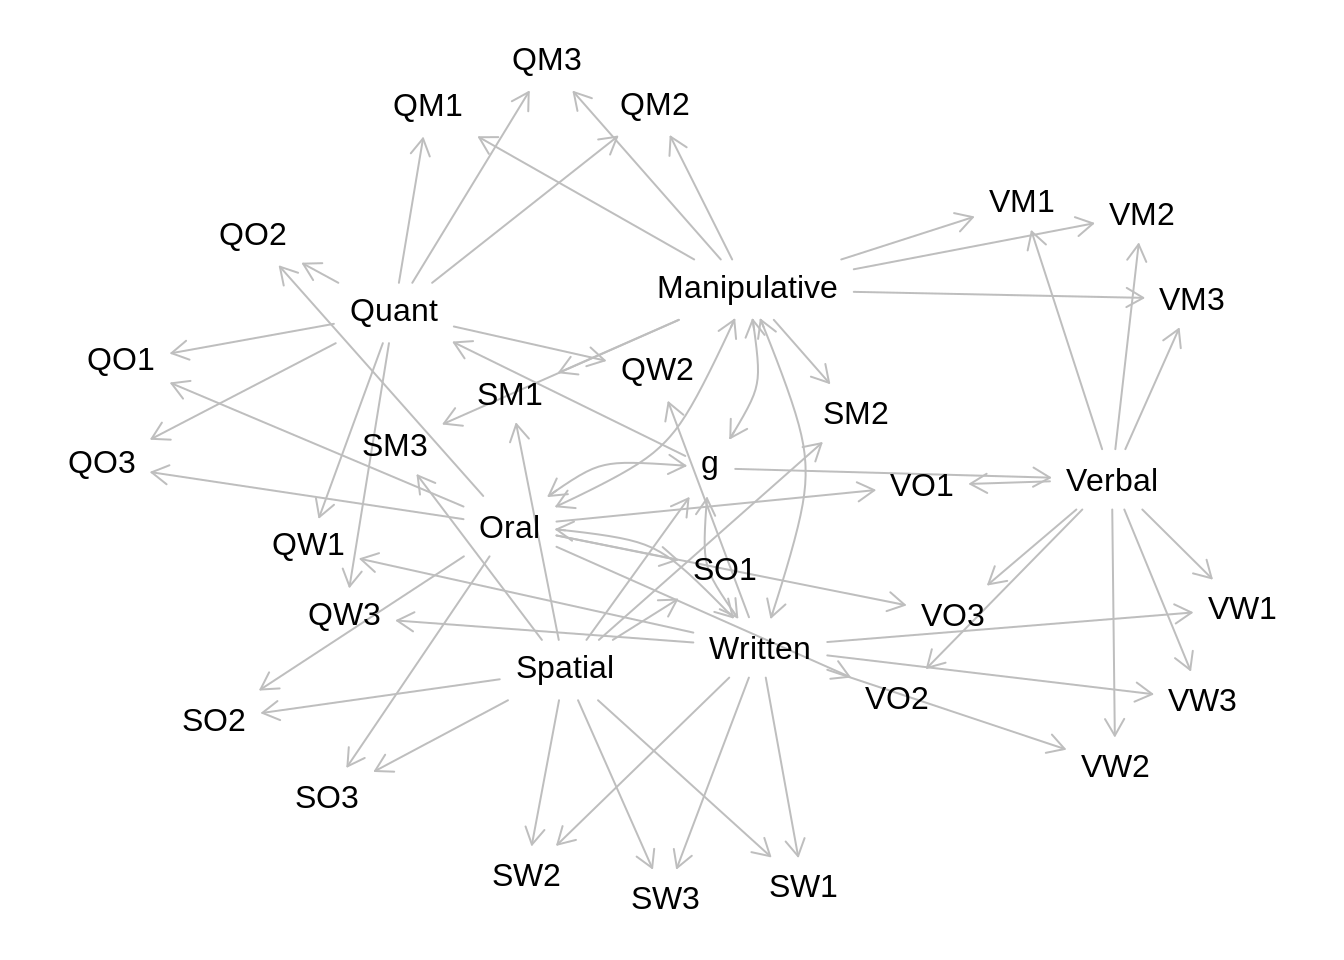 QM3
QM1
QM2
VM1
VM2
QO2
Manipulative
VM3
Quant
QO1
QW2
SM1
SM2
SM3
QO3
g
Verbal
VO1
Oral
QW1
SO1
VW1
QW3
VO3
Written
Spatial
VO2
VW3
SO2
VW2
SO3
SW2
SW1
SW3